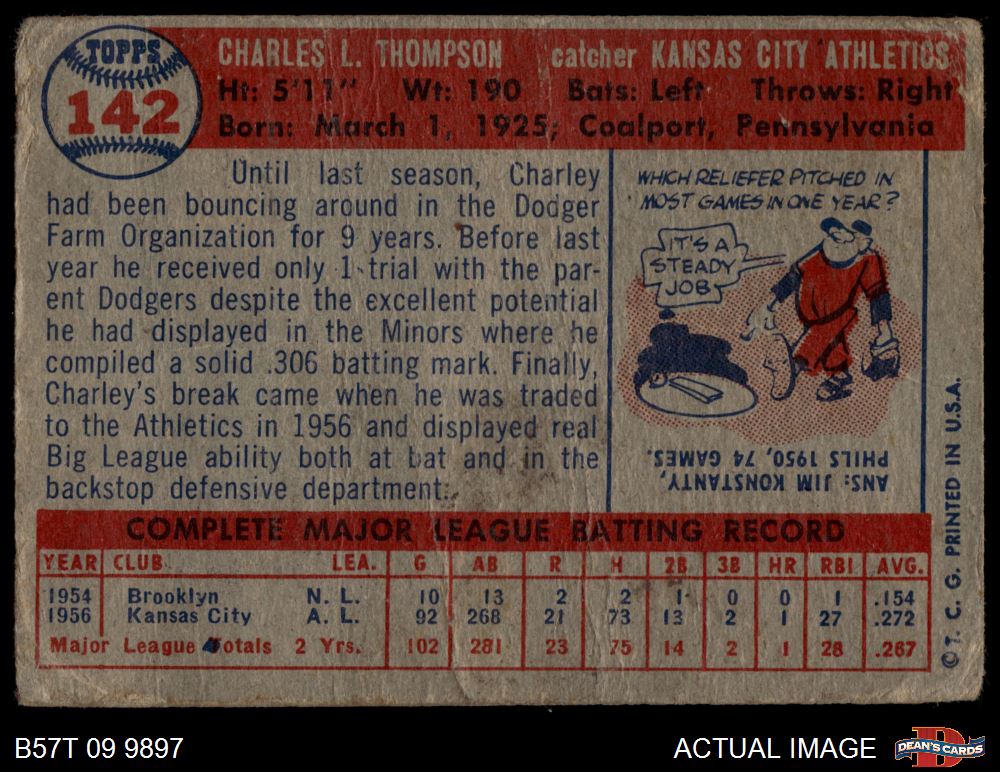 TOPPS
142
CHARLES L. THOMPSON catcher KANSAS CITY ATHLETICS
Ht: 5'11" Wt: 190 Bats: Left Throws: Right
Born: March 1, 1925; Coalport, Pennsylvania
Until last season, Charley
had been bouncing around in the Dodger
Farm Organization for 9 years. Before last
year he received only 1 trial with the par-
ent Dodgers despite the excellent potential
he had displayed in the Minors where he
compiled a solid .306 batting mark. Finally,
Charley's break came when he was traded
to the Athletics in 1956 and displayed real
Big League ability both at bat and in the
backstop defensive department.
WHICH RELIEFER PITCHED IN
MOST GAMES IN ONE YEAR?
IT'S A
STEADY
JOB
ANS: JIM KONSTANTY,
PHILS 1950, 74 GAMES.
COMPLETE MAJOR LEAGUE BATTING RECORD
YEAR CLUB LEA. G AB R H 2B 3B HR RBI AVG.
1954 Brooklyn N. L. 10 13 2 2 1 0 0 1 .154
1956 Kansas City A. L. 92 268 21 73 13 2 1 27 .272
Major League Totals 2 Yrs. 102 281 23 75 14 2 1 28 .267
© T. C. G. PRINTED IN U.S.A.
B57T 09 9897
ACTUAL IMAGE
DEAN'S CARDS